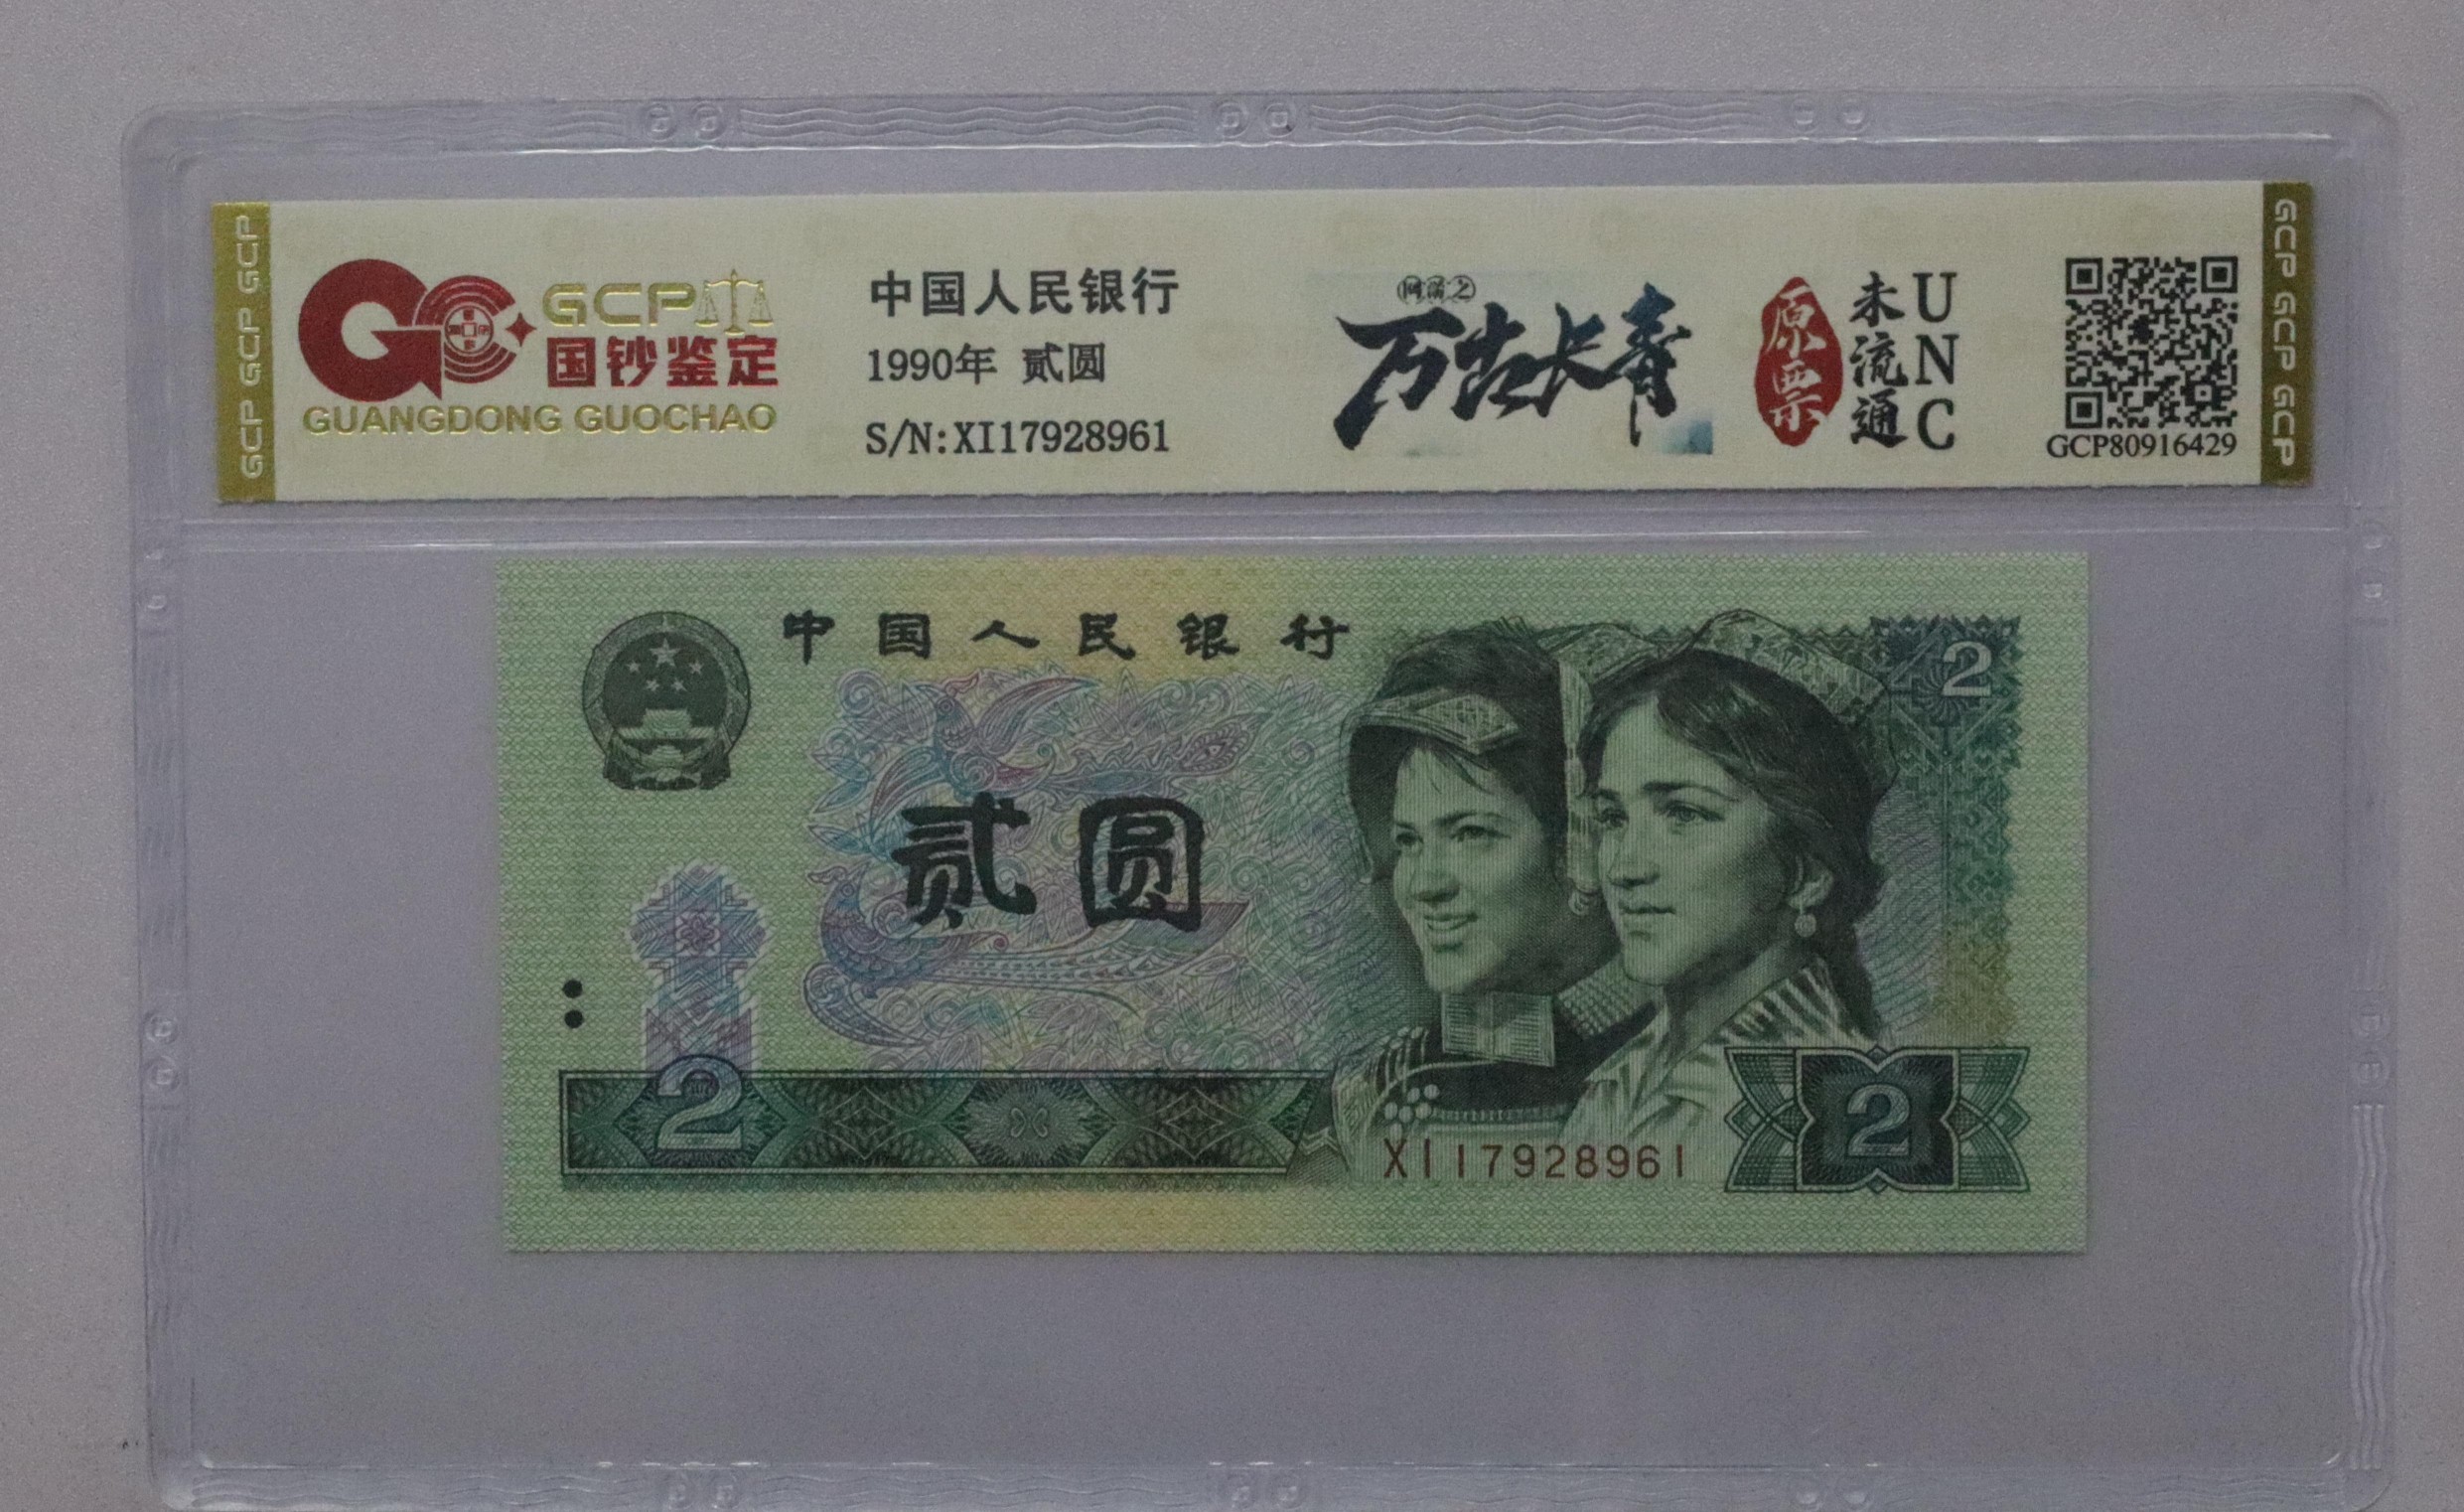 GCP GCP GCP
GCP
国钞鉴定
GUANGDONG GUOCHAO
中国人民银行
1990年 贰圆
S/N:XI17928961
万古长青
原票
未流通
UNC
GCP80916429
GCP GCP GCP
中国人民银行
2
贰圆
2
XI17928961
2